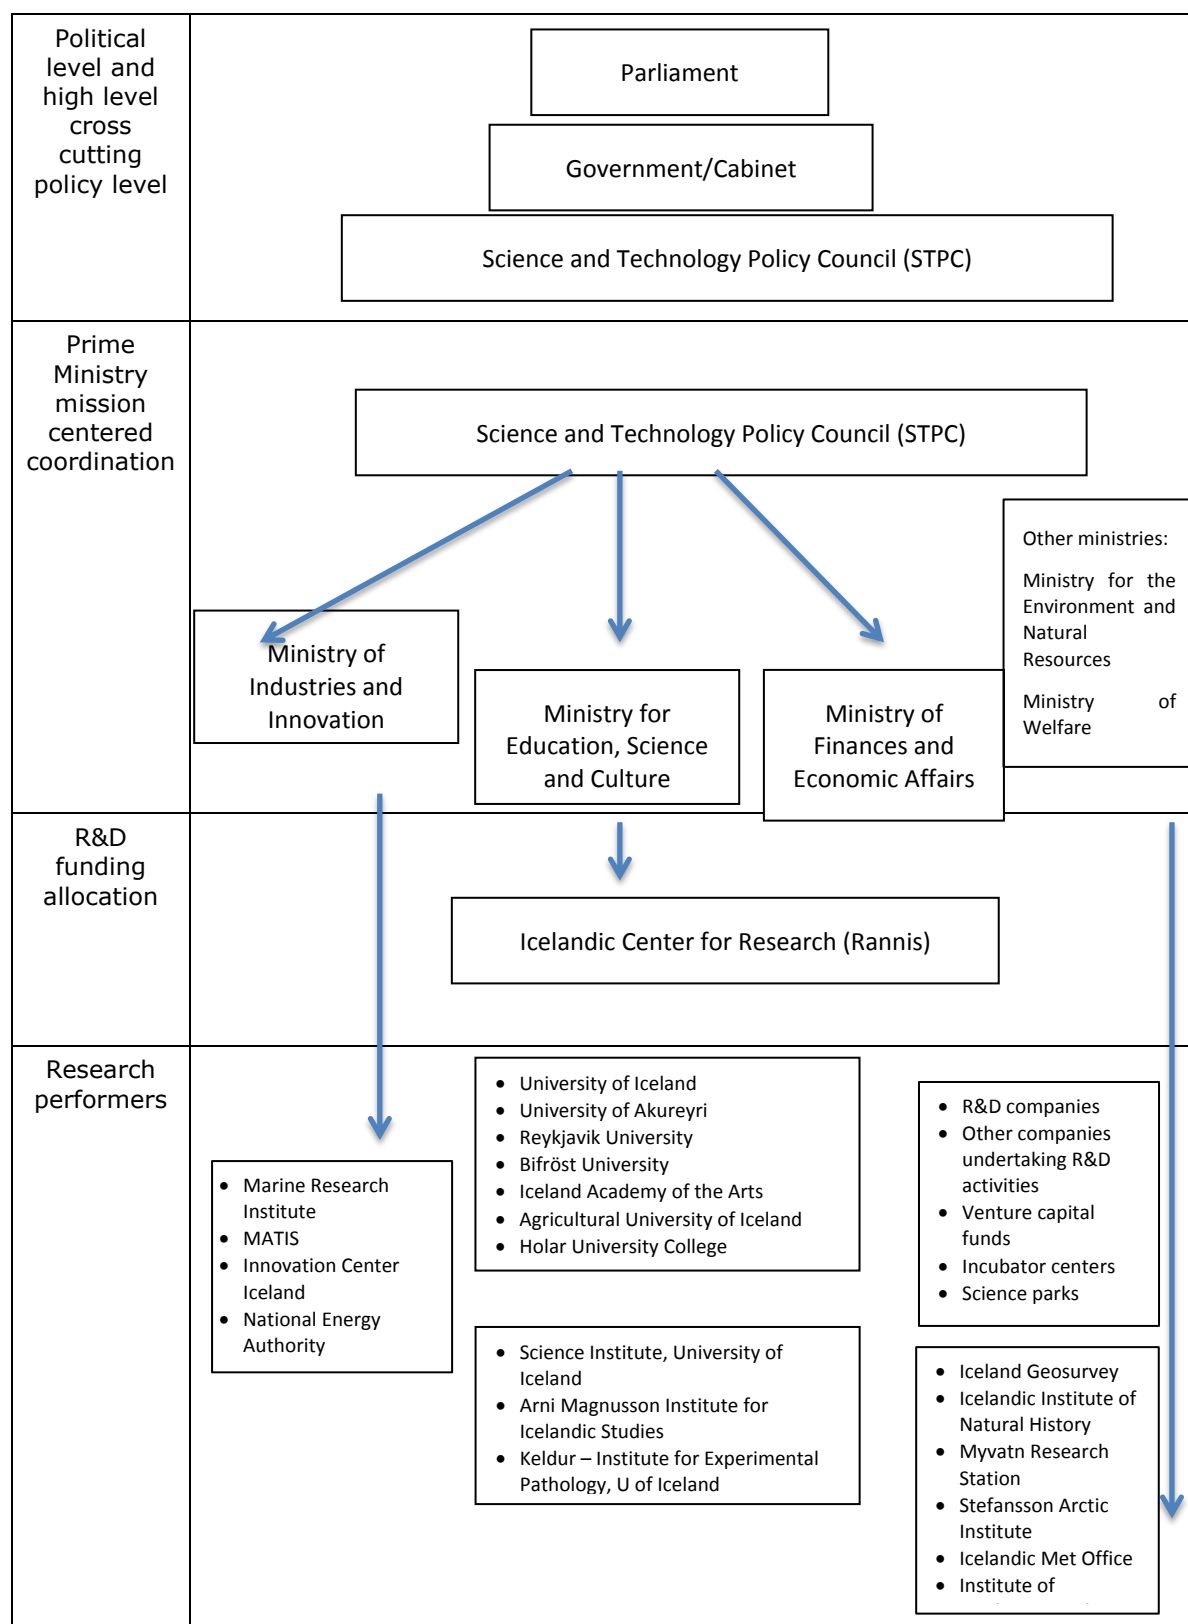 Political
level and
high level
cross
cutting
policy level
Parliament
Government/Cabinet
Science and Technology Policy Council (STPC)
Prime
Ministry
mission
centered
coordination
Science and Technology Policy Council (STPC)
Ministry of
Industries and
Innovation
Ministry for
Education, Science
and Culture
Ministry of
Finances and
Economic Affairs
Other ministries:
Ministry for the
Environment and
Natural
Resources
Ministry of
Welfare
R&D
funding
allocation
Icelandic Center for Research (Rannis)
Research
performers
• Marine Research
Institute
• MATIS
• Innovation Center
Iceland
• National Energy
Authority
• University of Iceland
• University of Akureyri
• Reykjavik University
• Bifröst University
• Iceland Academy of the Arts
• Agricultural University of Iceland
• Holar University College
• Science Institute, University of
Iceland
• Arni Magnusson Institute for
Icelandic Studies
• Keldur – Institute for Experimental
Pathology, U of Iceland
• R&D companies
• Other companies
undertaking R&D
activities
• Venture capital
funds
• Incubator centers
• Science parks
• Iceland Geosurvey
• Icelandic Institute of
Natural History
• Myvatn Research
Station
• Stefansson Arctic
Institute
• Icelandic Met Office
• Institute of